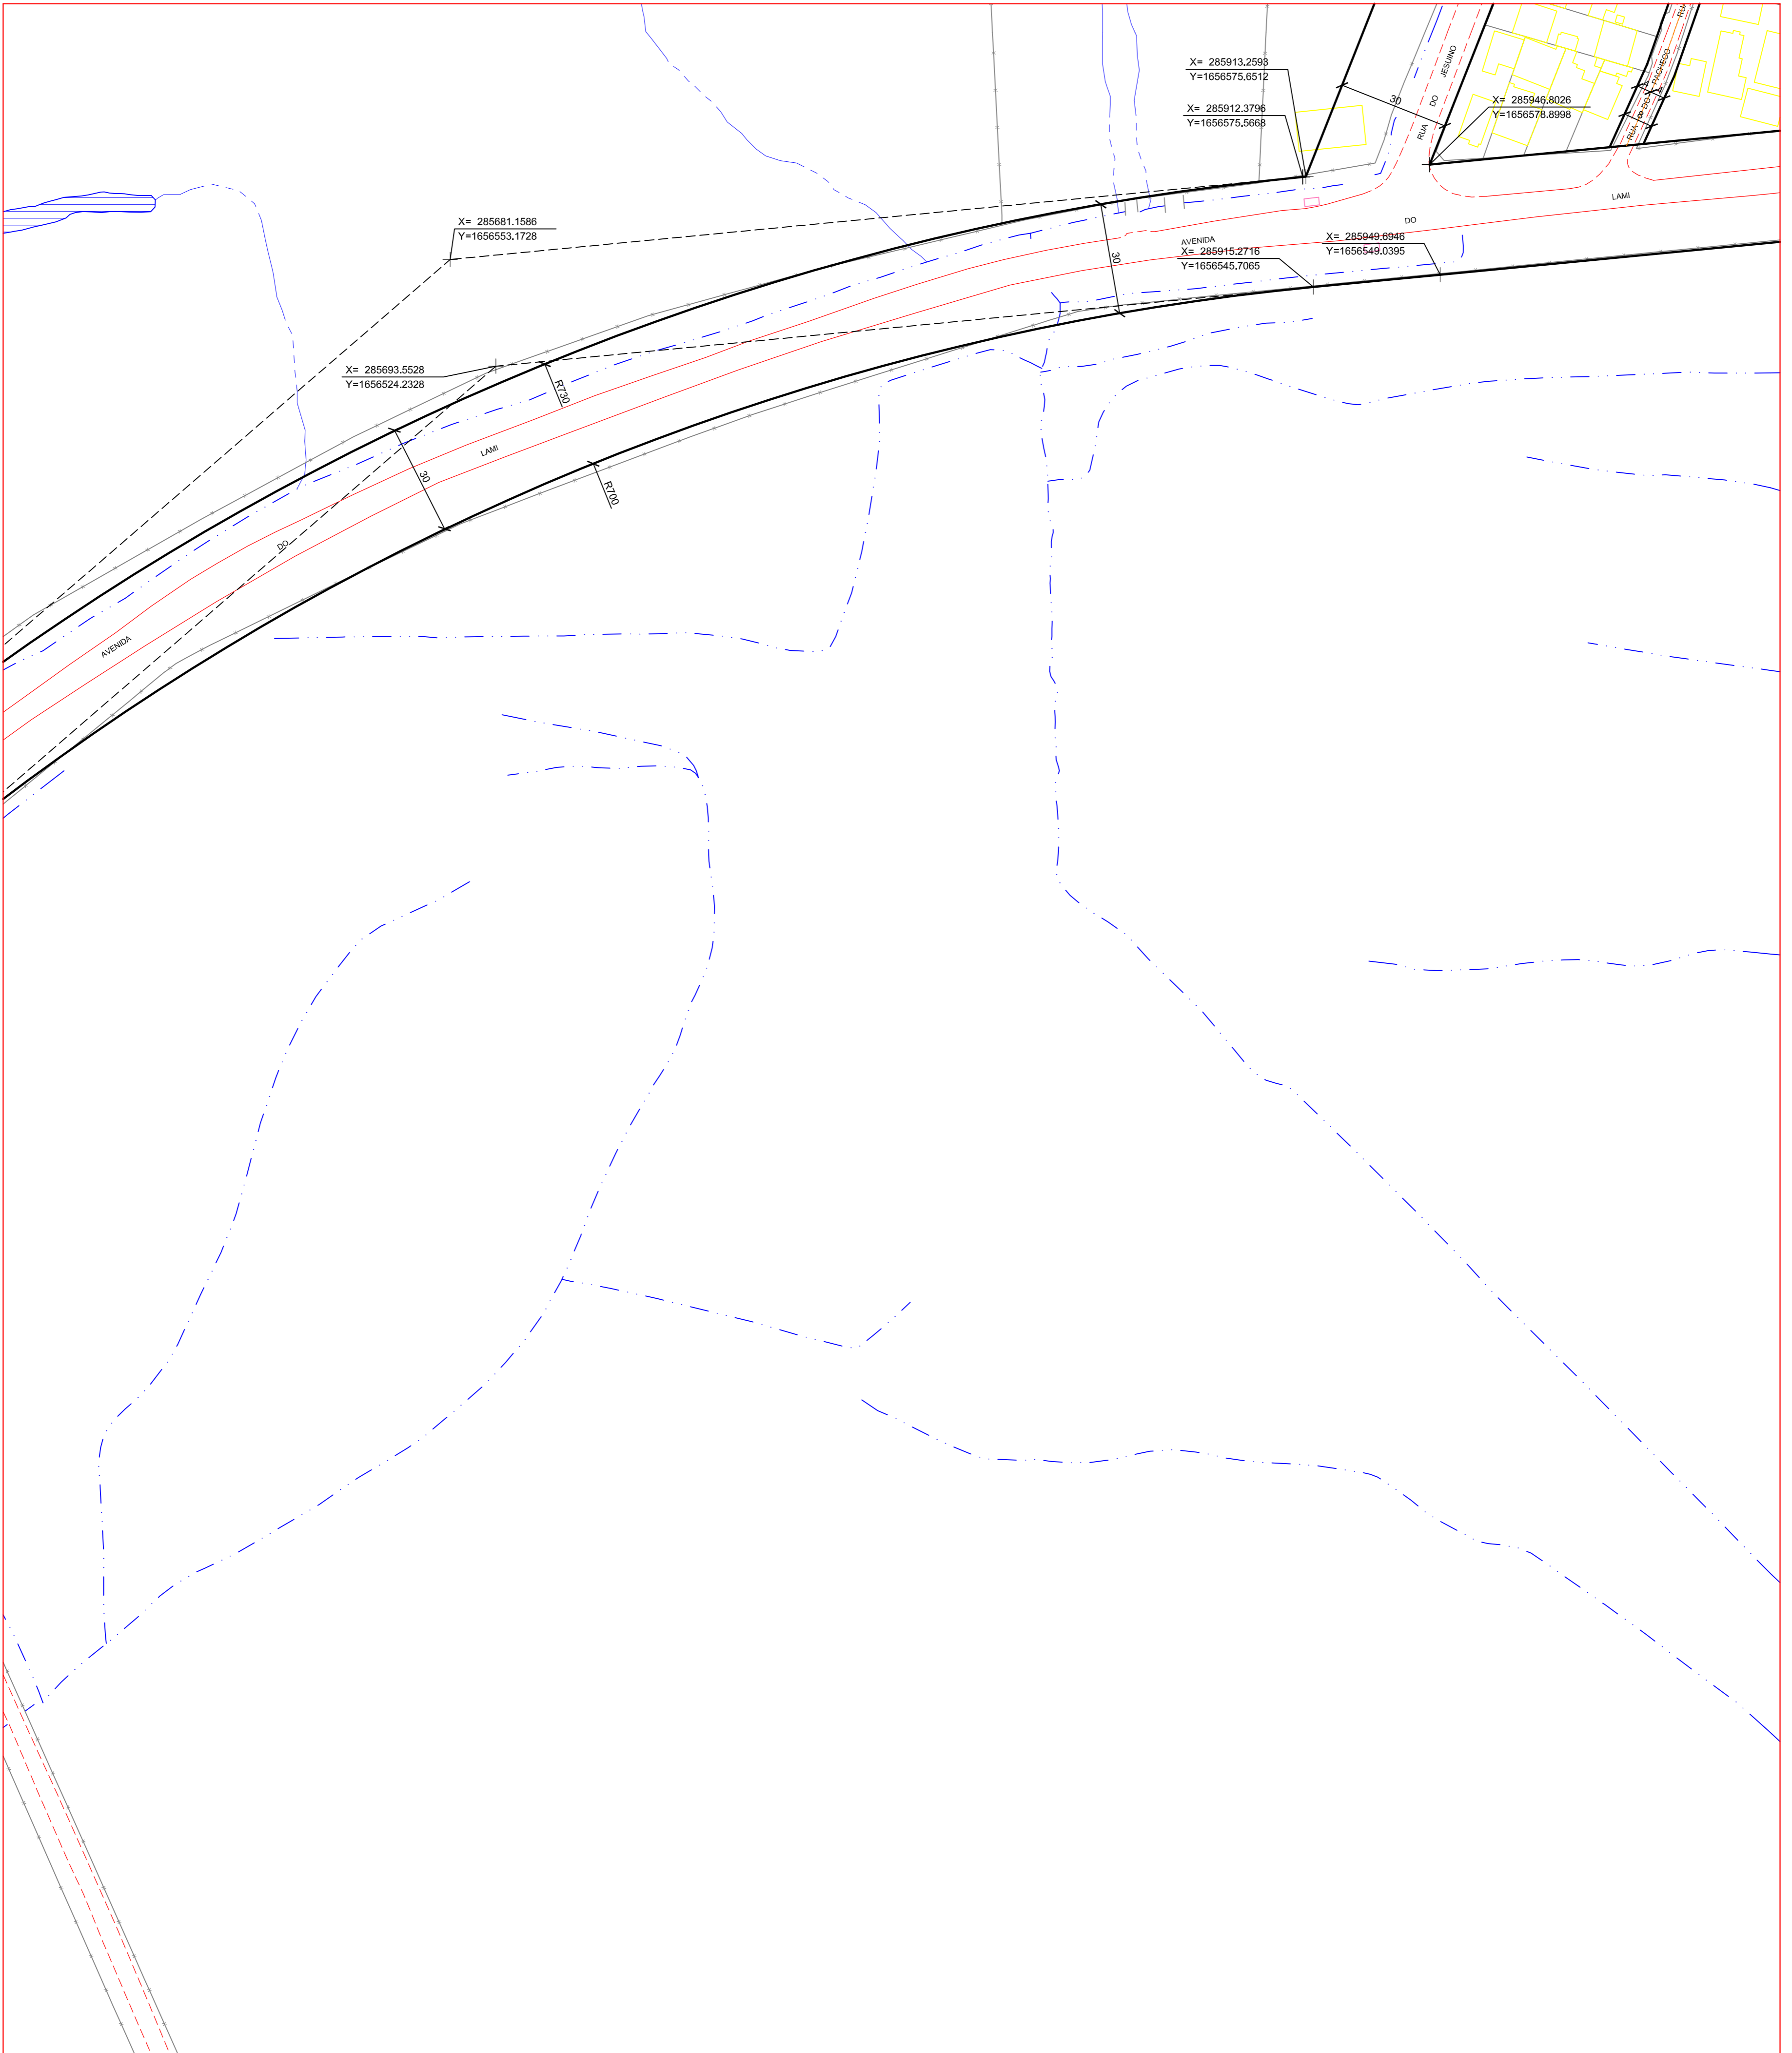 RUA
PACHECO
DO
RUA
8
4
JESUINO
DO
RUA
30
X= 285913.2593
Y=1656575,6512
X= 285912.3796
Y=1656575.5668
X= 285946.8026
Y=1656578.8998
LAMI
DO
AVENIDA
X= 285681.1586
Y=1656553.1728
X= 285949.6946
Y=1656549.0395
X= 285915.2716
Y=1656545.7065
30
X= 285693.5528
Y=1656524.2328
R730
LAMI
30
R700
DO
AVENIDA